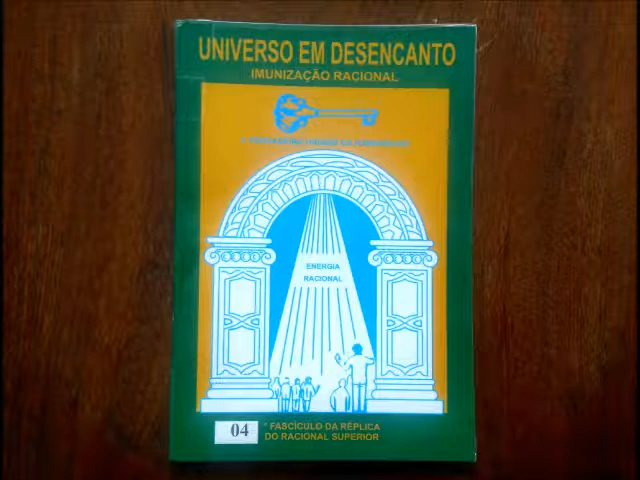 UNIVERSO EM DESENCANTO
IMUNIZAÇÃO RACIONAL
ENERGIA
RACIONAL
04 º FASCÍCULO DA RÉPLICA
DO RACIONAL SUPERIOR